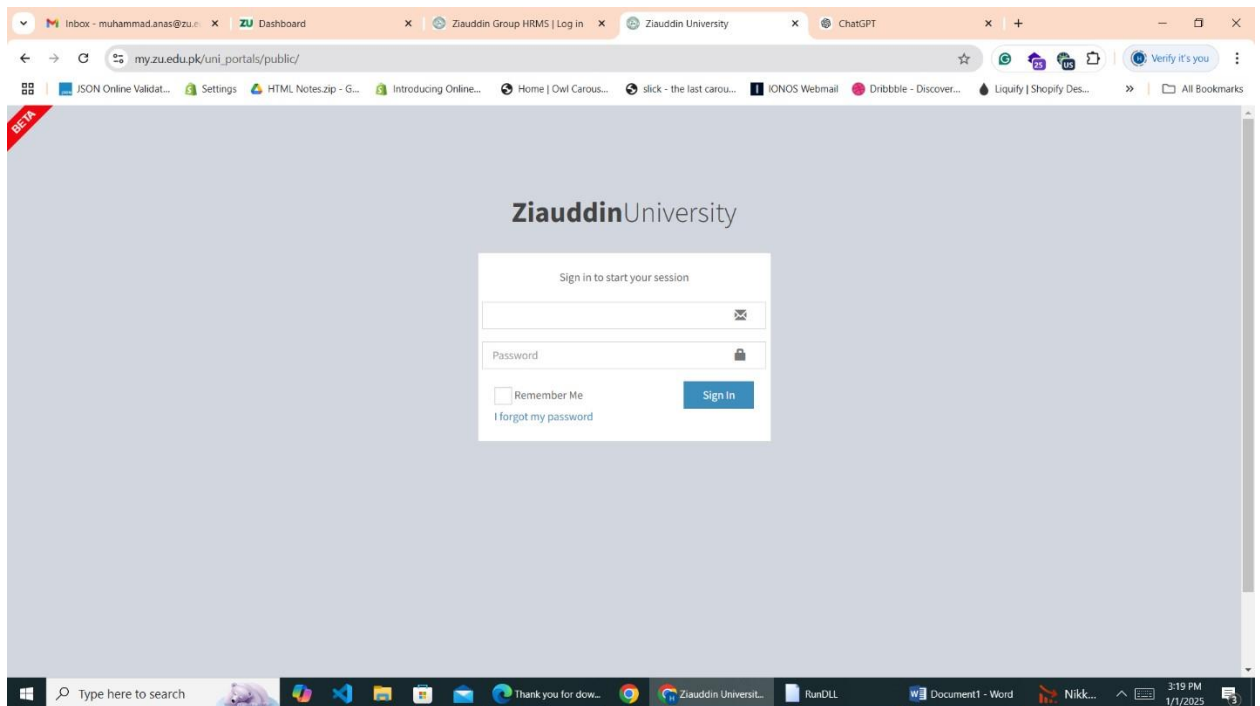 Inbox - muhammad.anas@zu.e
ZU Dashboard
Ziauddin Group HRMS | Log in
Ziauddin University
ChatGPT
my.zu.edu.pk/uni_portals/public/
25
US
Verify it's you
JSON Online Validat...
Settings
HTML Notes.zip - G...
Introducing Online...
Home | Owl Carous...
slick - the last carou...
IONOS Webmail
Dribbble - Discover...
Liquify | Shopify Des...
All Bookmarks
BETA
ZiauddinUniversity
Sign in to start your session
Password
Remember Me
Sign In
I forgot my password
Type here to search
Thank you for dow...
Ziauddin Universit...
RunDLL
Document1 - Word
Nikk...
3:19 PM
1/1/2025
3